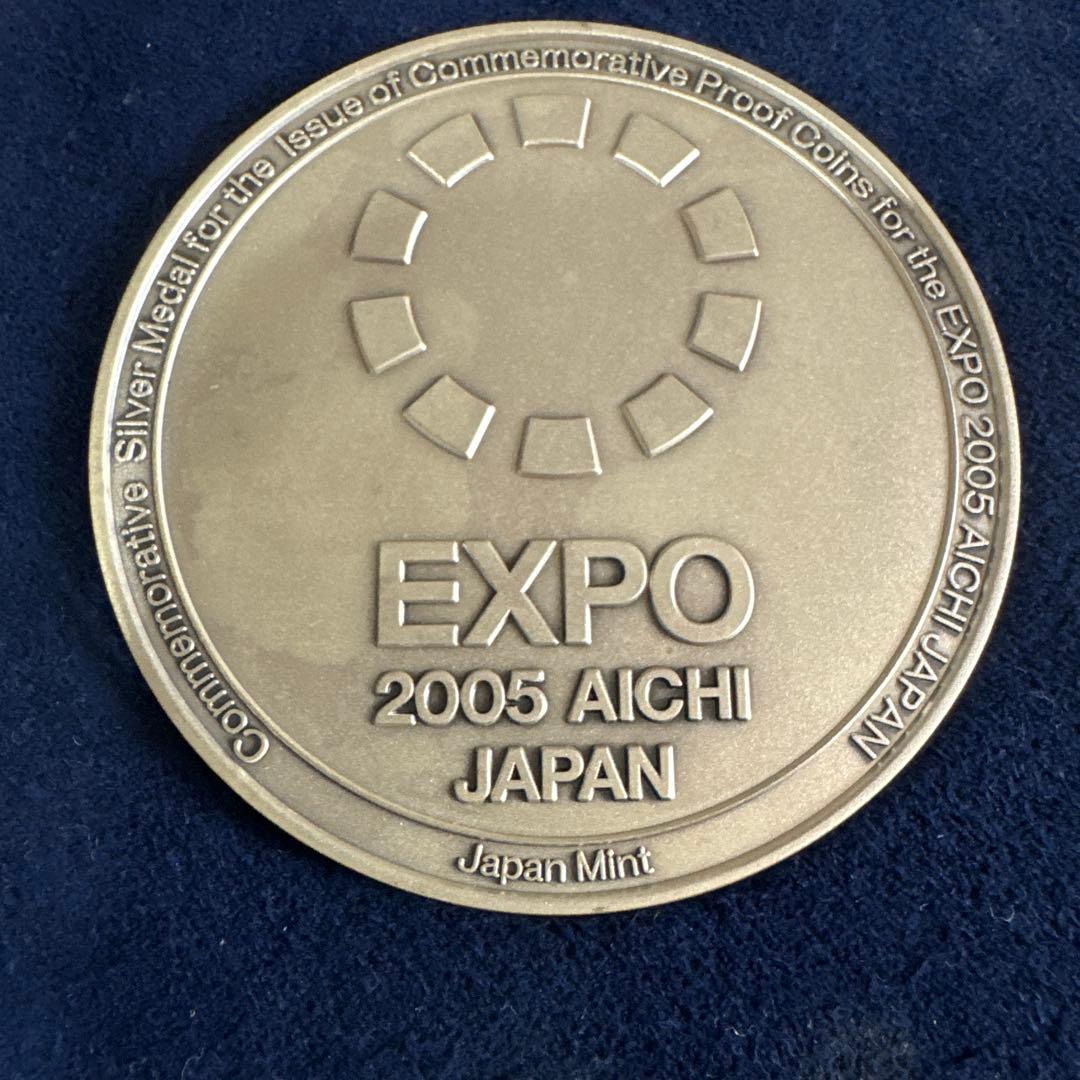 Commemorative Silver Medal for the Issue of Commemorative Proof Coins for the EXPO 2005 AICHI JAPAN
EXPO
2005 AICHI
JAPAN
Japan Mint